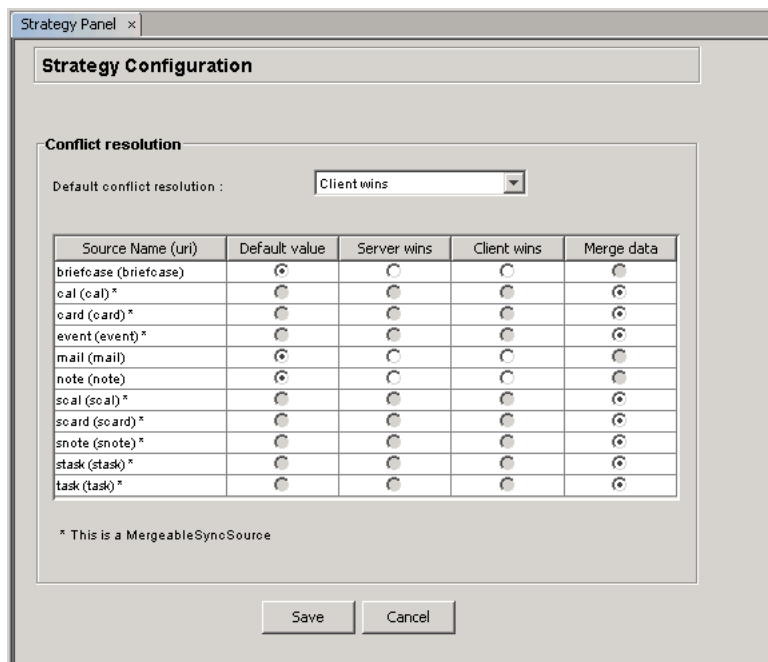 Strategy Panel ×
Strategy Configuration
Conflict resolution
Default conflict resolution : Client wins
Source Name (uri) Default value Server wins Client wins Merge data
briefcase (briefcase)
cal (cal) *
card (card) *
event (event) *
mail (mail)
note (note)
scal (scal) *
scard (scard) *
snote (snote) *
stask (stask) *
task (task) *
* This is a MergeableSyncSource
Save Cancel